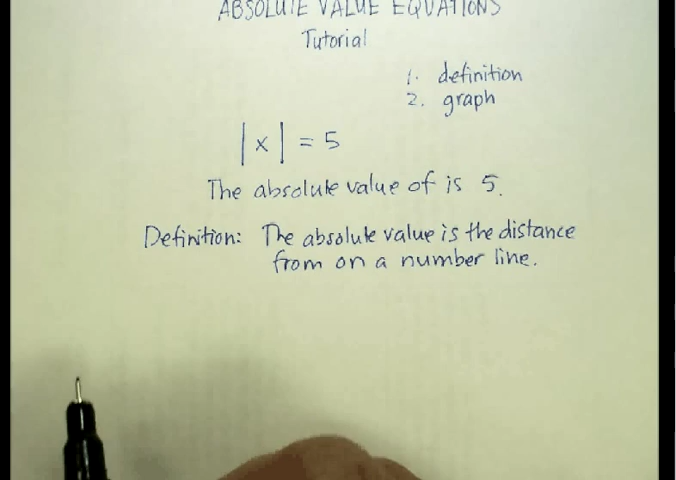 ABSOLUTE VALUE EQUATIONS
Tutorial
1. definition
2. graph
|x| = 5
The absolute value of is 5.
Definition: The absolute value is the distance
from on a number line.